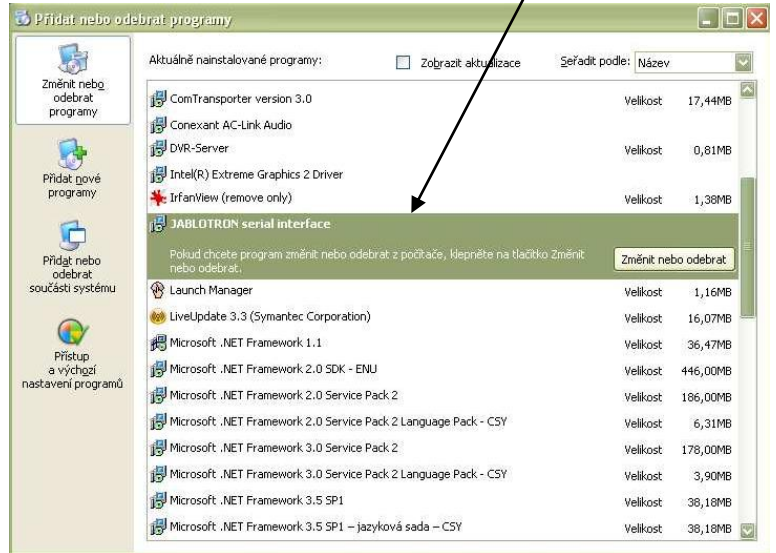 Přidat nebo odebrat programy
Změnit nebo
odebrat
programy
Přidat nové
programy
Přidat nebo
odebrat
součásti systému
Přístup
a výchozí
nastavení programů
Aktuálně nainstalované programy:
Zobrazit aktualizace
Seřadit podle: Název
ComTransporter version 3.0 Velikost 17,44MB
Conexant AC-Link Audio
DVR-Server Velikost 0,81MB
Intel(R) Extreme Graphics 2 Driver
IrfanView (remove only) Velikost 1,38MB
JABLOTRON serial interface
Pokud chcete program změnit nebo odebrat z počítače, klepněte na tlačítko Změnit
nebo odebrat.
Změnit nebo odebrat
Launch Manager Velikost 1,16MB
LiveUpdate 3.3 (Symantec Corporation) Velikost 16,07MB
Microsoft .NET Framework 1.1 Velikost 36,47MB
Microsoft .NET Framework 2.0 SDK - ENU Velikost 446,00MB
Microsoft .NET Framework 2.0 Service Pack 2 Velikost 186,00MB
Microsoft .NET Framework 2.0 Service Pack 2 Language Pack - CSY Velikost 6,31MB
Microsoft .NET Framework 3.0 Service Pack 2 Velikost 178,00MB
Microsoft .NET Framework 3.0 Service Pack 2 Language Pack - CSY Velikost 3,90MB
Microsoft .NET Framework 3.5 SP1 Velikost 38,18MB
Microsoft .NET Framework 3.5 SP1 – jazyková sada – CSY Velikost 38,18MB